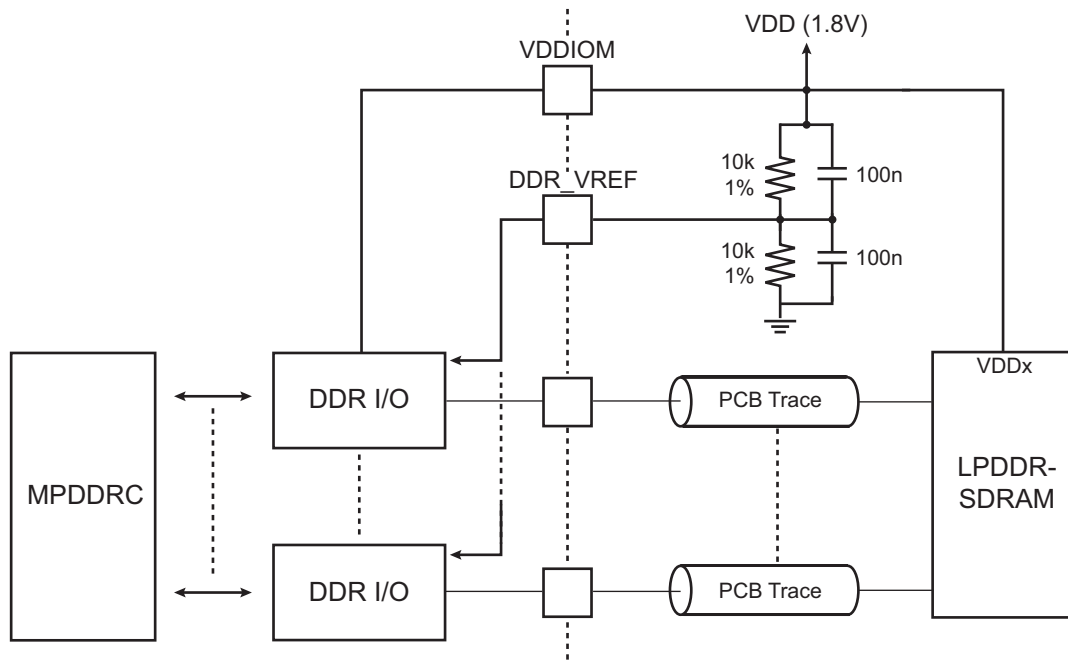 VDD (1.8V)
VDDIOM
10k
1%
100n
DDR_VREF
10k
1%
100n
VDDx
DDR I/O
PCB Trace
MPDDRC
LPDDR-
SDRAM
DDR I/O
PCB Trace